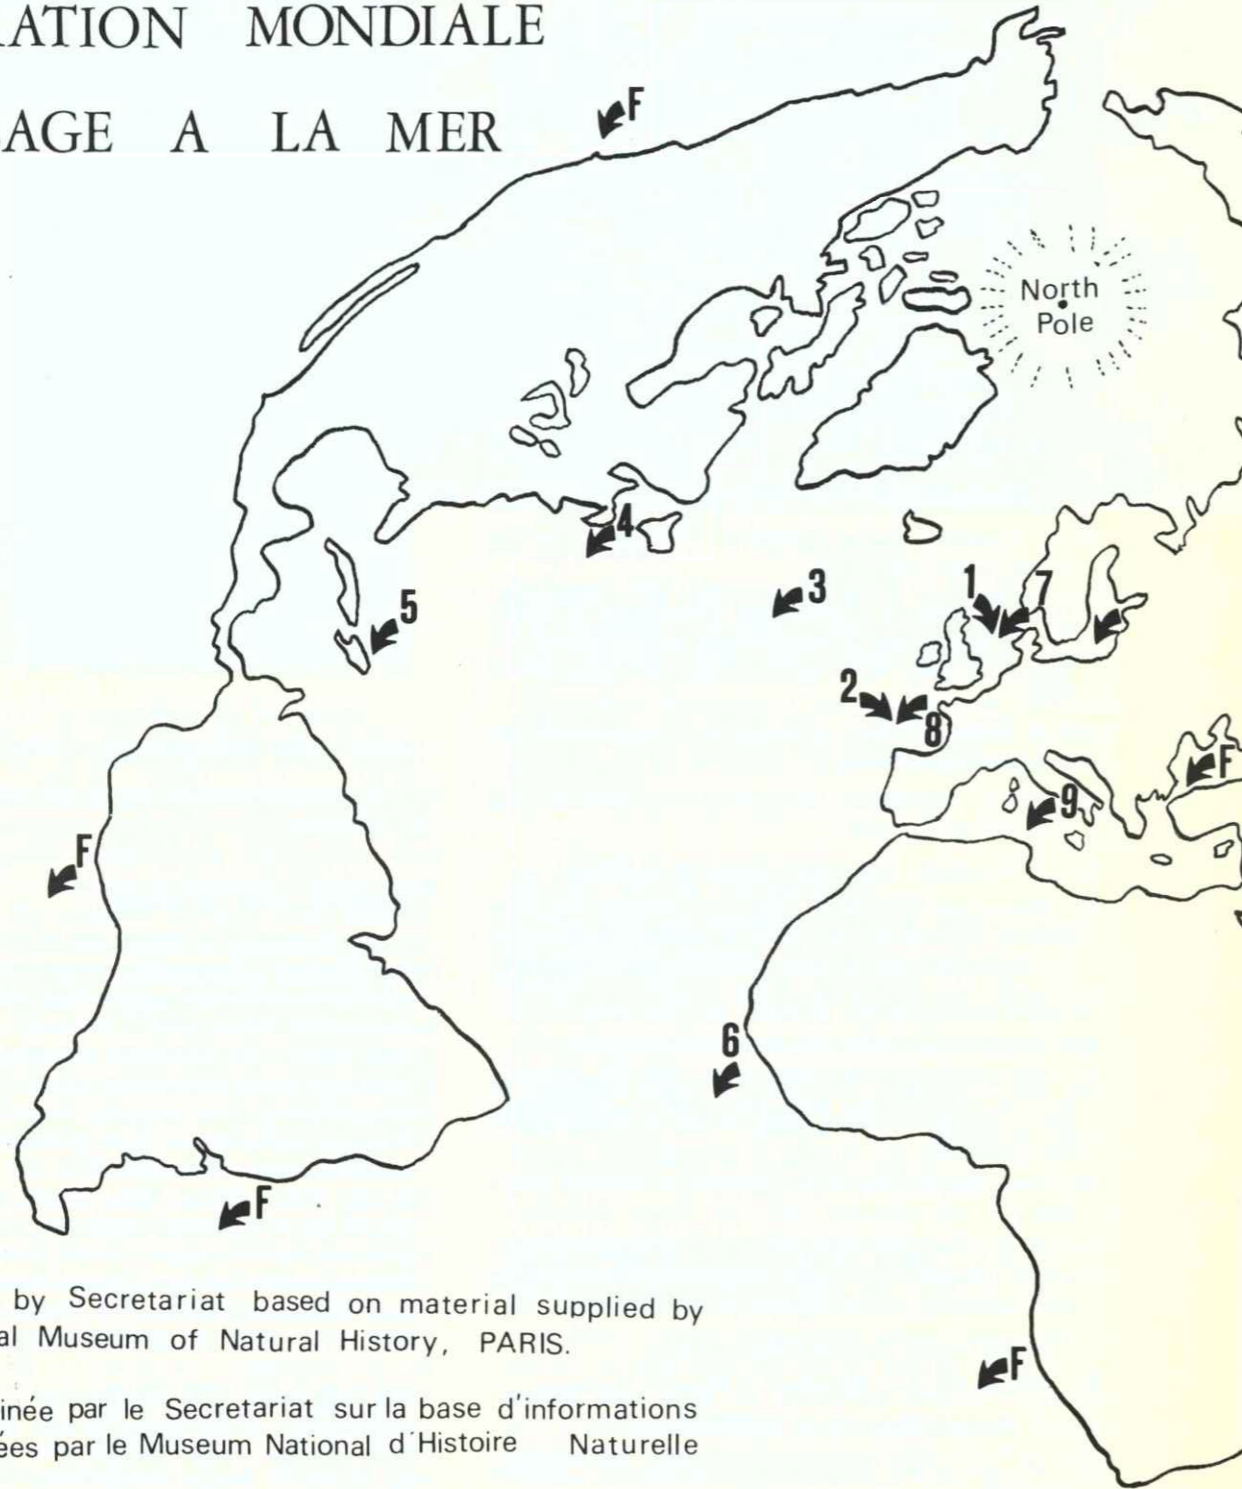 RATION MONDIALE
AGE A LA MER
F
North
Pole
4
3
1
7
5
2
8
F
9
F
6
F
by Secretariat based on material supplied by
al Museum of Natural History, PARIS.
F
inée par le Secretariat sur la base d'informations
ées par le Museum National d'Histoire Naturelle